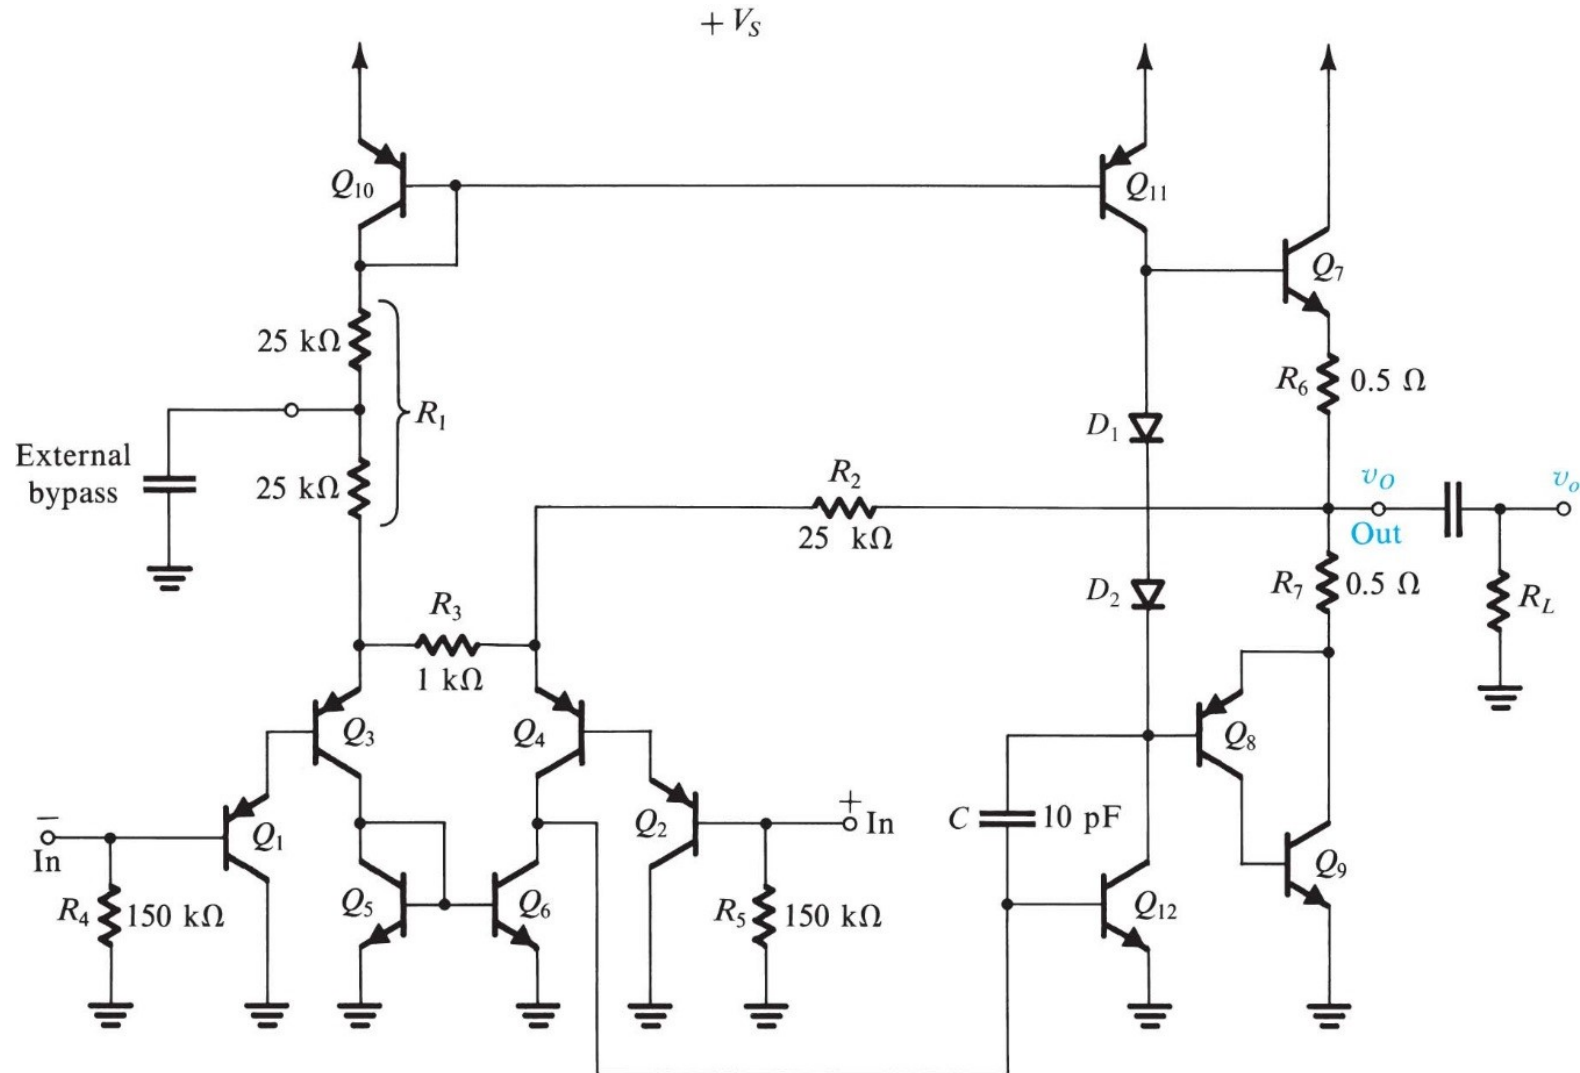 + V_S
Q_10
Q_11
Q_7
25 kΩ
R_1
R_6 0.5 Ω
D_1
External
bypass
25 kΩ
R_2
25 kΩ
v_O
Out
v_o
D_2
R_7 0.5 Ω
R_L
R_3
1 kΩ
Q_3
Q_4
Q_8
−
In
Q_1
Q_2
+
In
C 10 pF
Q_9
R_4 150 kΩ
Q_5
Q_6
R_5 150 kΩ
Q_12